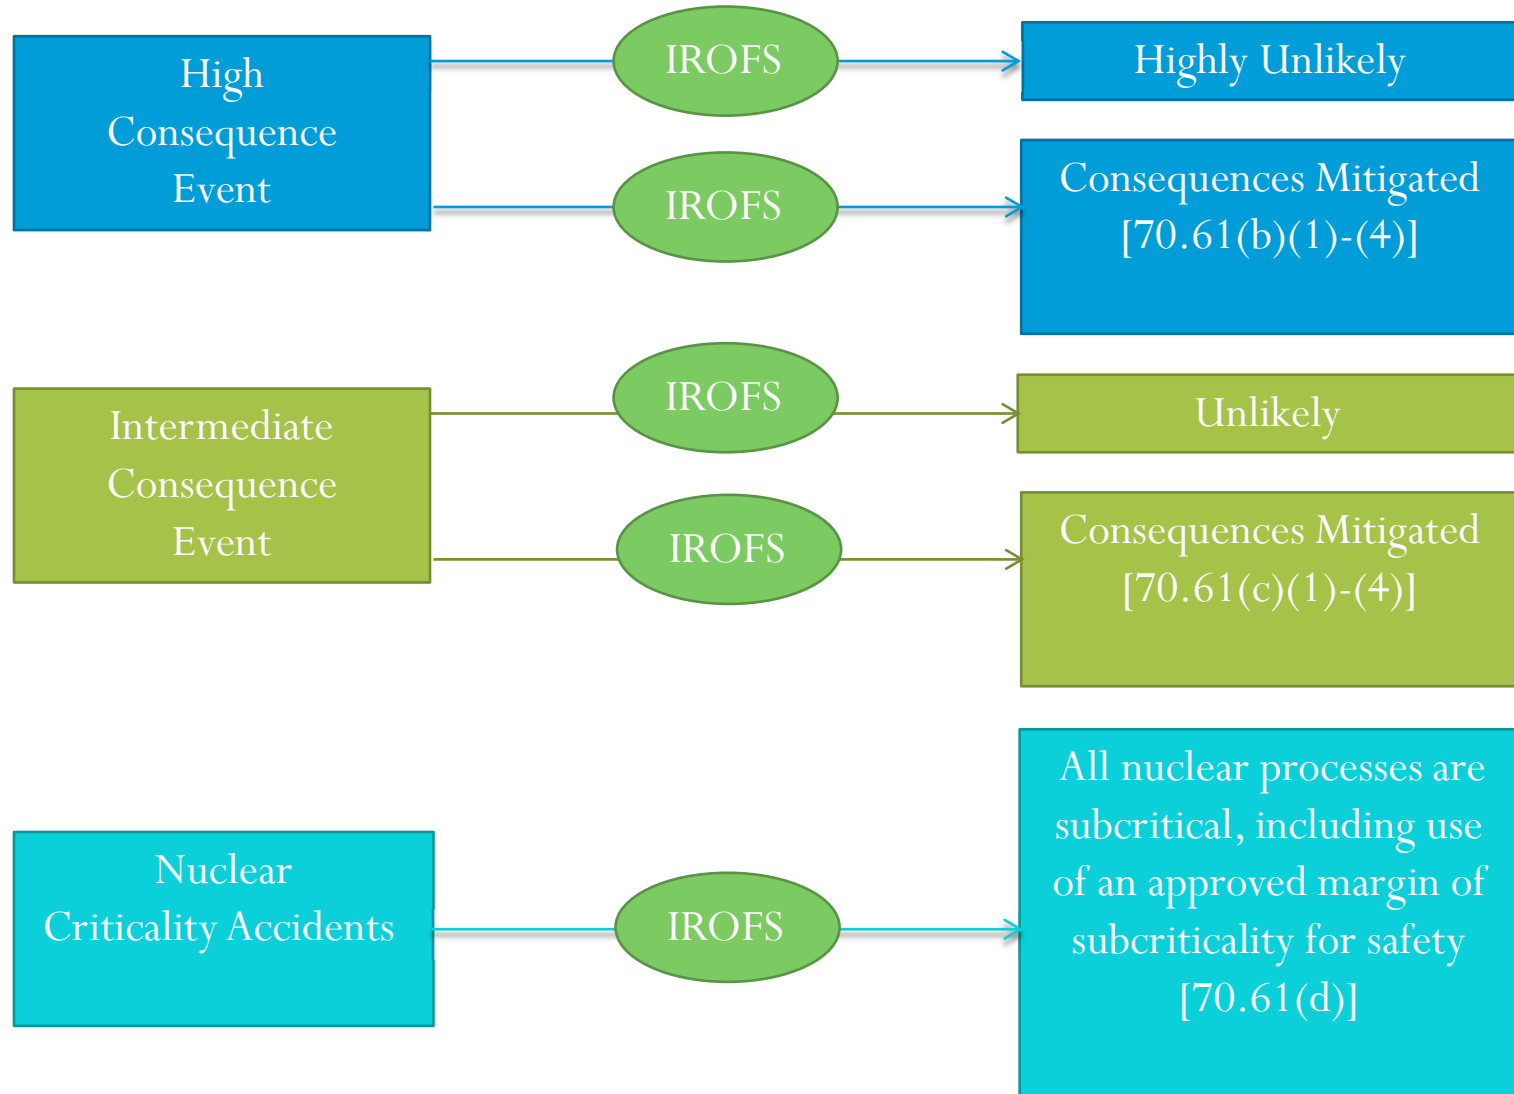 High
Consequence
Event
IROFS
Highly Unlikely
IROFS
Consequences Mitigated
[70.61(b)(1)-(4)]
Intermediate
Consequence
Event
IROFS
Unlikely
IROFS
Consequences Mitigated
[70.61(c)(1)-(4)]
Nuclear
Criticality Accidents
IROFS
All nuclear processes are
subcritical, including use
of an approved margin of
subcriticality for safety
[70.61(d)]